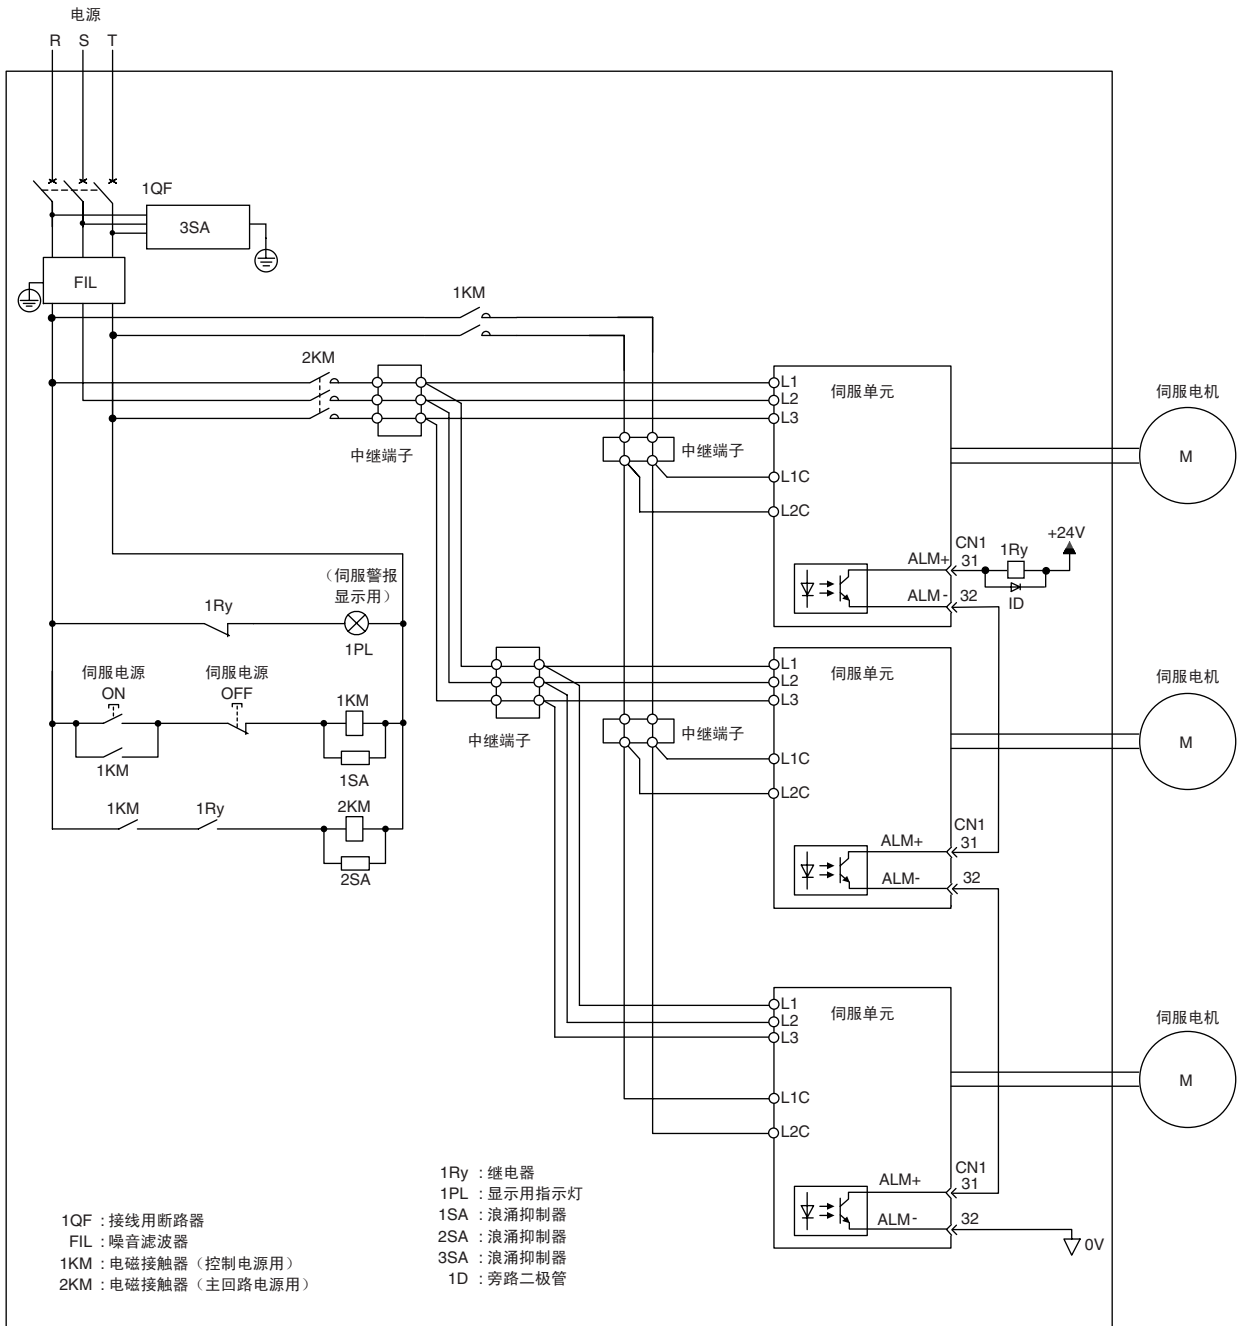 电源
R S T
1QF
3SA
FIL
1KM
2KM
中继端子
中继端子
L1
L2
L3
L1C
L2C
伺服单元
伺服电机
M
ALM+
ALM-
CN1
31
32
1Ry
+24V
ID
（伺服警报
显示用）
1Ry
1PL
伺服电源
ON
伺服电源
OFF
1KM
1KM
1SA
1KM
1Ry
2KM
2SA
中继端子
中继端子
L1
L2
L3
L1C
L2C
伺服单元
伺服电机
M
ALM+
ALM-
CN1
31
32
L1
L2
L3
L1C
L2C
伺服单元
伺服电机
M
ALM+
ALM-
CN1
31
32
0V
1QF：接线用断路器
FIL：噪音滤波器
1KM：电磁接触器（控制电源用）
2KM：电磁接触器（主回路电源用）
1Ry：继电器
1PL：显示用指示灯
1SA：浪涌抑制器
2SA：浪涌抑制器
3SA：浪涌抑制器
1D：旁路二极管